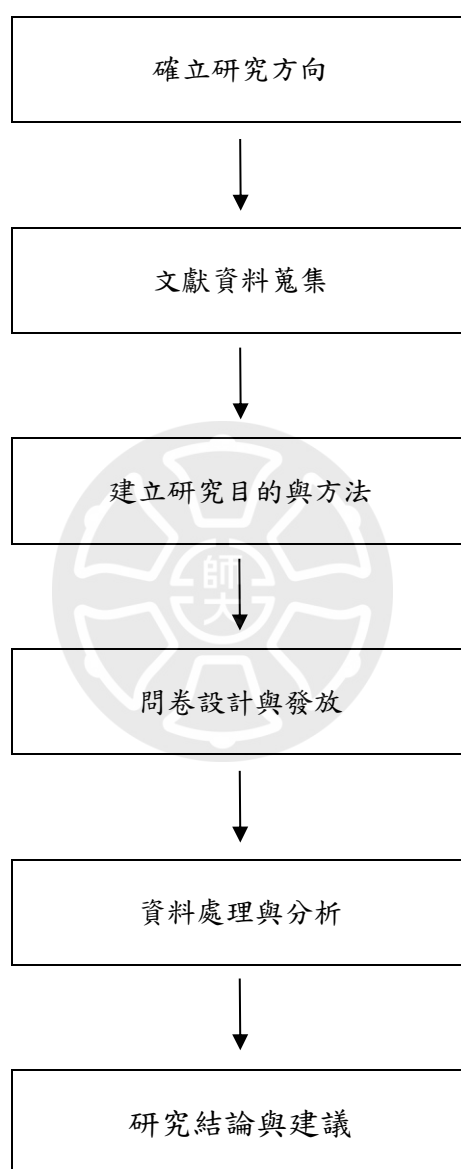 確立研究方向
文獻資料蒐集
建立研究目的與方法
師大
問卷設計與發放
資料處理與分析
研究結論與建議